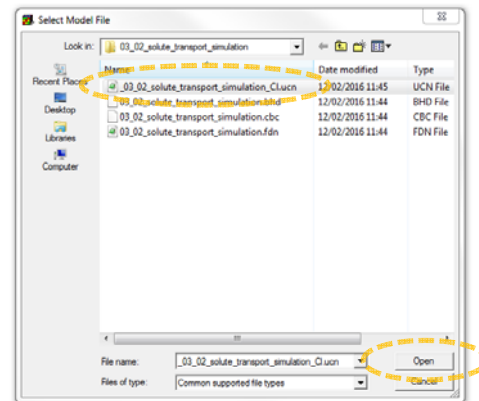 Select Model File
Look in: 03_02_solute_transport_simulation
Recent Places
Desktop
Libraries
Computer
Name Date modified Type
_03_02_solute_transport_simulation_Cl.ucn 12/02/2016 11:45 UCN File
03_02_solute_transport_simulation.bhd 12/02/2016 11:44 BHD File
03_02_solute_transport_simulation.cbc 12/02/2016 11:44 CBC File
03_02_solute_transport_simulation.fdn 12/02/2016 11:44 FDN File
File name: _03_02_solute_transport_simulation_Cl.ucn Open
Files of type: Common supported file types Cancel